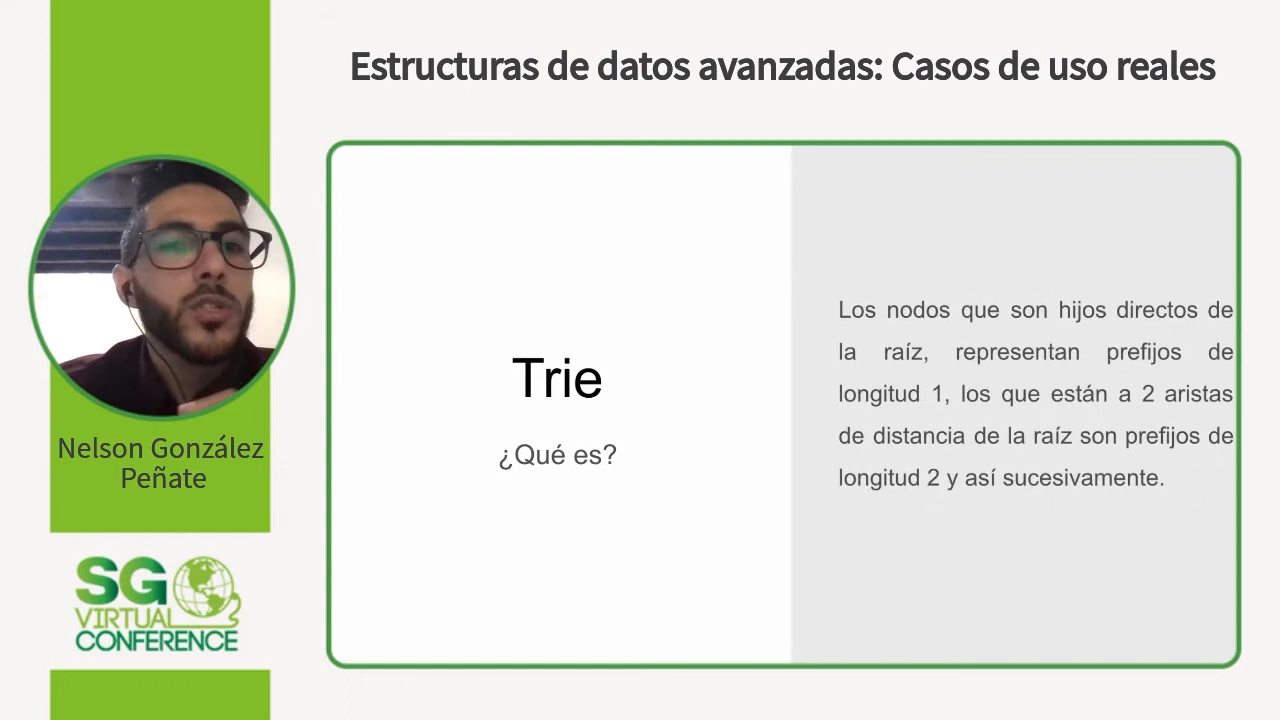 Estructuras de datos avanzadas: Casos de uso reales
Trie
¿Qué es?
Los nodos que son hijos directos de
la raíz, representan prefijos de
longitud 1, los que están a 2 aristas
de distancia de la raíz son prefijos de
longitud 2 y así sucesivamente.
Nelson González
Peñate
SG
VIRTUAL
CONFERENCE